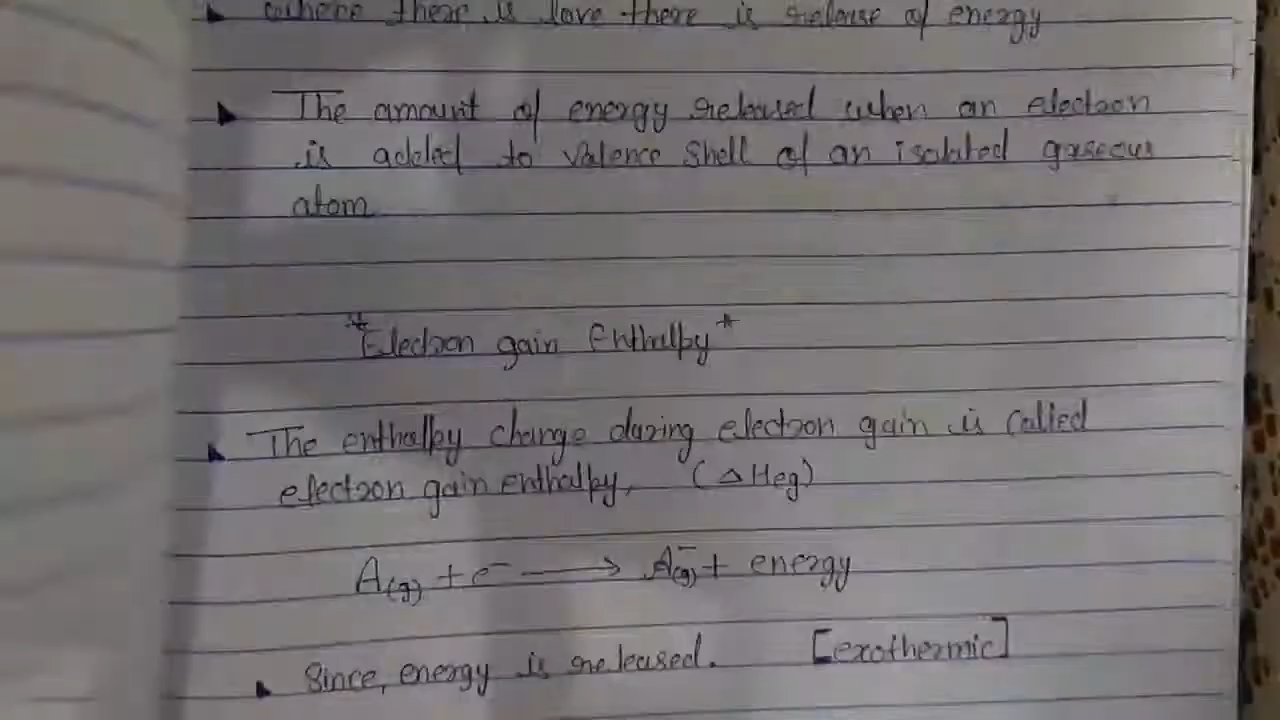 ▶ where there is love there is release of energy
▶ The amount of energy released when an electron
is added to valence shell of an isolated gaseous
atom
*Electron gain Enthalpy*
▶ The enthalpy change during electron gain is called
electron gain enthalpy, (△Heg)
A(g) + e⁻ ⟶ A⁻(g) + energy
▶ Since, energy is released. [exothermic]